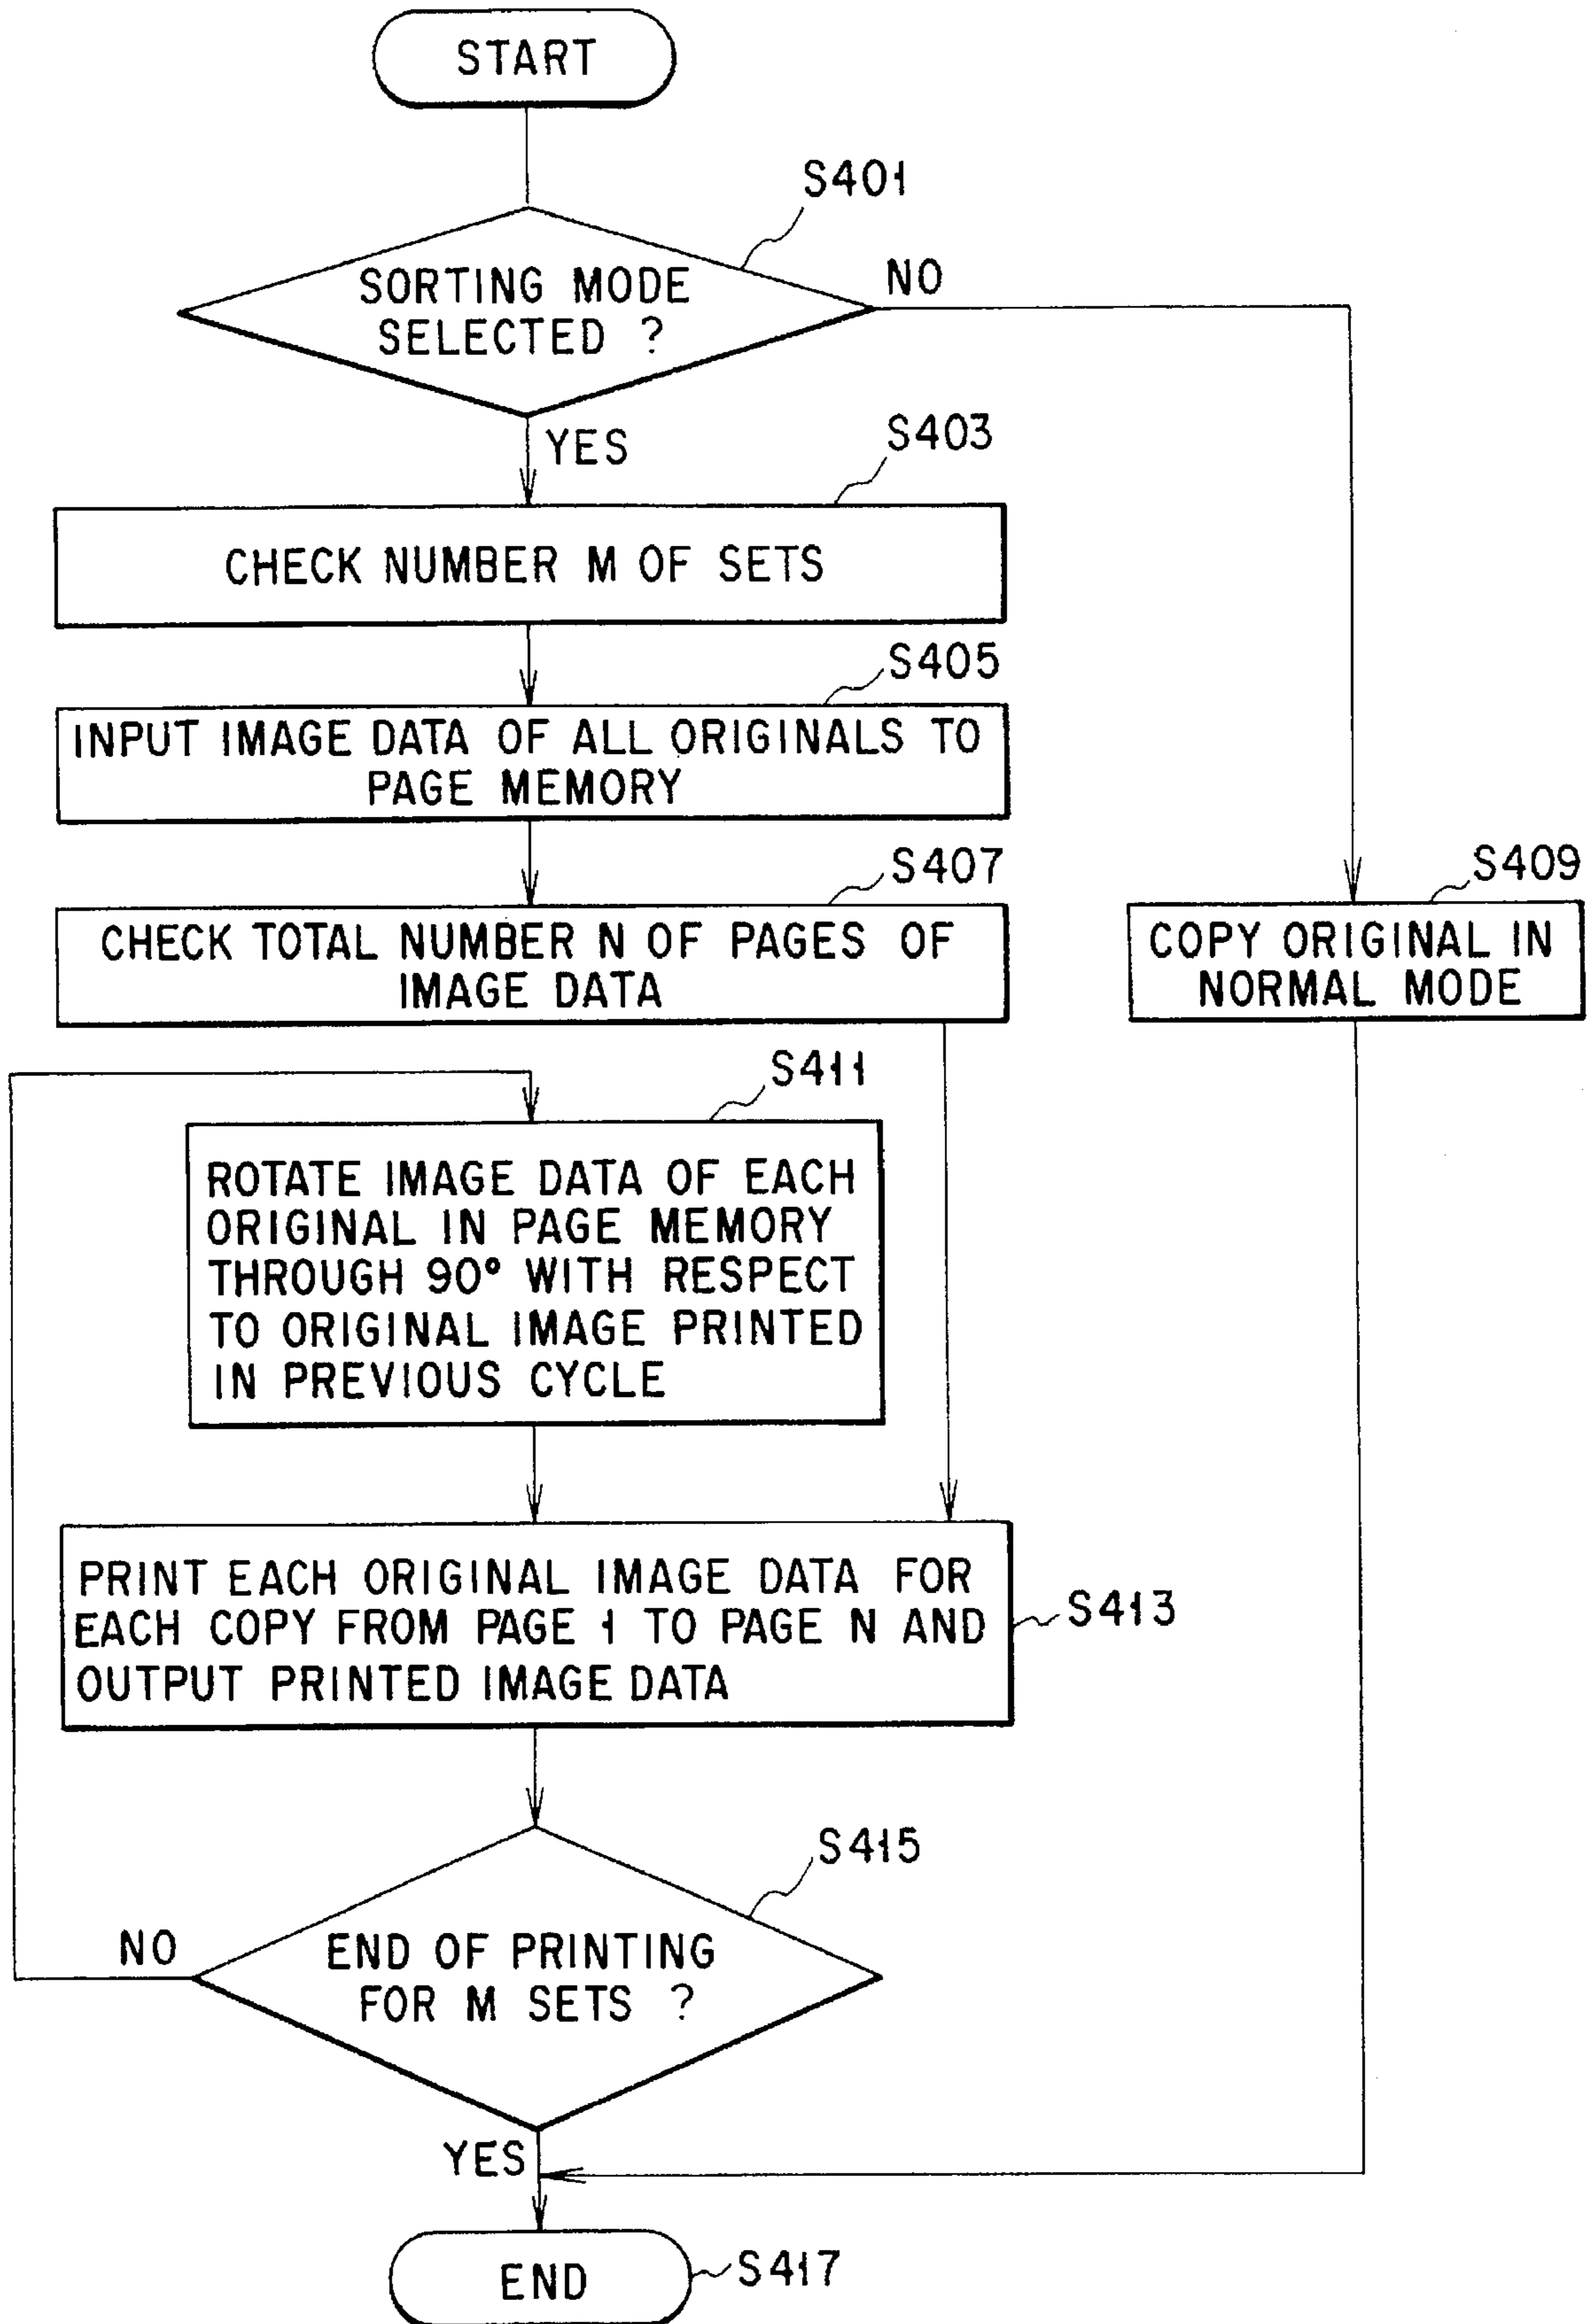 START
S401
SORTING MODE
SELECTED ?
NO
YES
S403
CHECK NUMBER M OF SETS
S405
INPUT IMAGE DATA OF ALL ORIGINALS TO
PAGE MEMORY
S407
CHECK TOTAL NUMBER N OF PAGES OF
IMAGE DATA
S409
COPY ORIGINAL IN
NORMAL MODE
S411
ROTATE IMAGE DATA OF EACH
ORIGINAL IN PAGE MEMORY
THROUGH 90° WITH RESPECT
TO ORIGINAL IMAGE PRINTED
IN PREVIOUS CYCLE
PRINT EACH ORIGINAL IMAGE DATA FOR
EACH COPY FROM PAGE 1 TO PAGE N AND
OUTPUT PRINTED IMAGE DATA
S413
S415
NO
END OF PRINTING
FOR M SETS ?
YES
END
S417